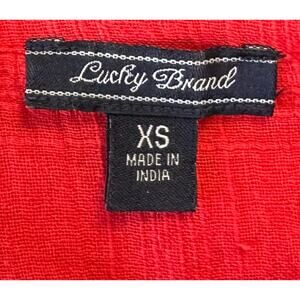 Lucky Brand
XS
MADE IN
INDIA